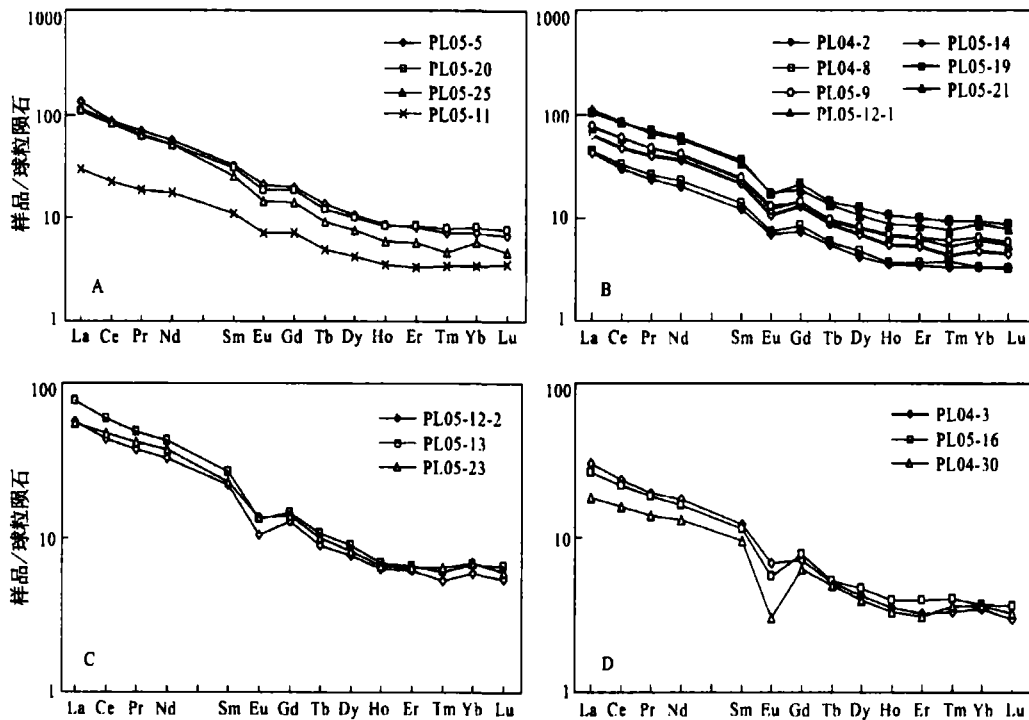 1000
100
10
1
样品/球粒陨石
PL05-5
PL05-20
PL05-25
PL05-11
A
La Ce Pr Nd Sm Eu Gd Tb Dy Ho Er Tm Yb Lu
1000
100
10
1
PL04-2
PL04-8
PL05-9
PL05-12-1
PL05-14
PL05-19
PL05-21
B
La Ce Pr Nd Sm Eu Gd Tb Dy Ho Er Tm Yb Lu
100
10
1
样品/球粒陨石
PL05-12-2
PL05-13
PL05-23
C
La Ce Pr Nd Sm Eu Gd Tb Dy Ho Er Tm Yb Lu
100
10
1
PL04-3
PL05-16
PL04-30
D
La Ce Pr Nd Sm Eu Gd Tb Dy Ho Er Tm Yb Lu